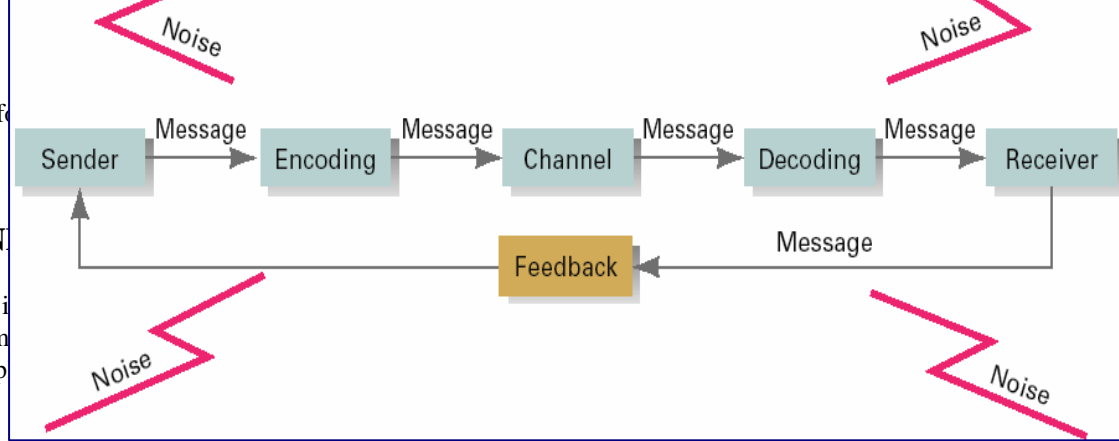 Noise Noise
Message Message Message Message
Sender Encoding Channel Decoding Receiver
Message
Feedback
Noise Noise